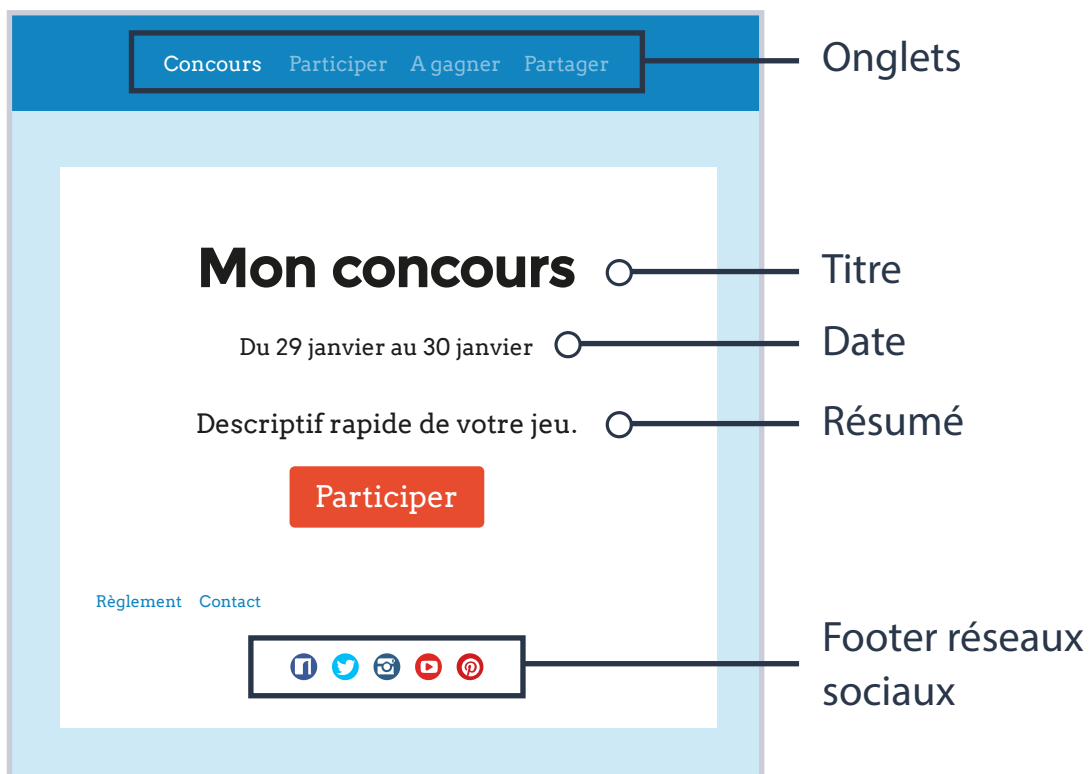 Concours Participer A gagner Partager
Onglets
Mon concours
Titre
Du 29 janvier au 30 janvier
Date
Descriptif rapide de votre jeu.
Résumé
Participer
Règlement Contact
Footer réseaux
sociaux